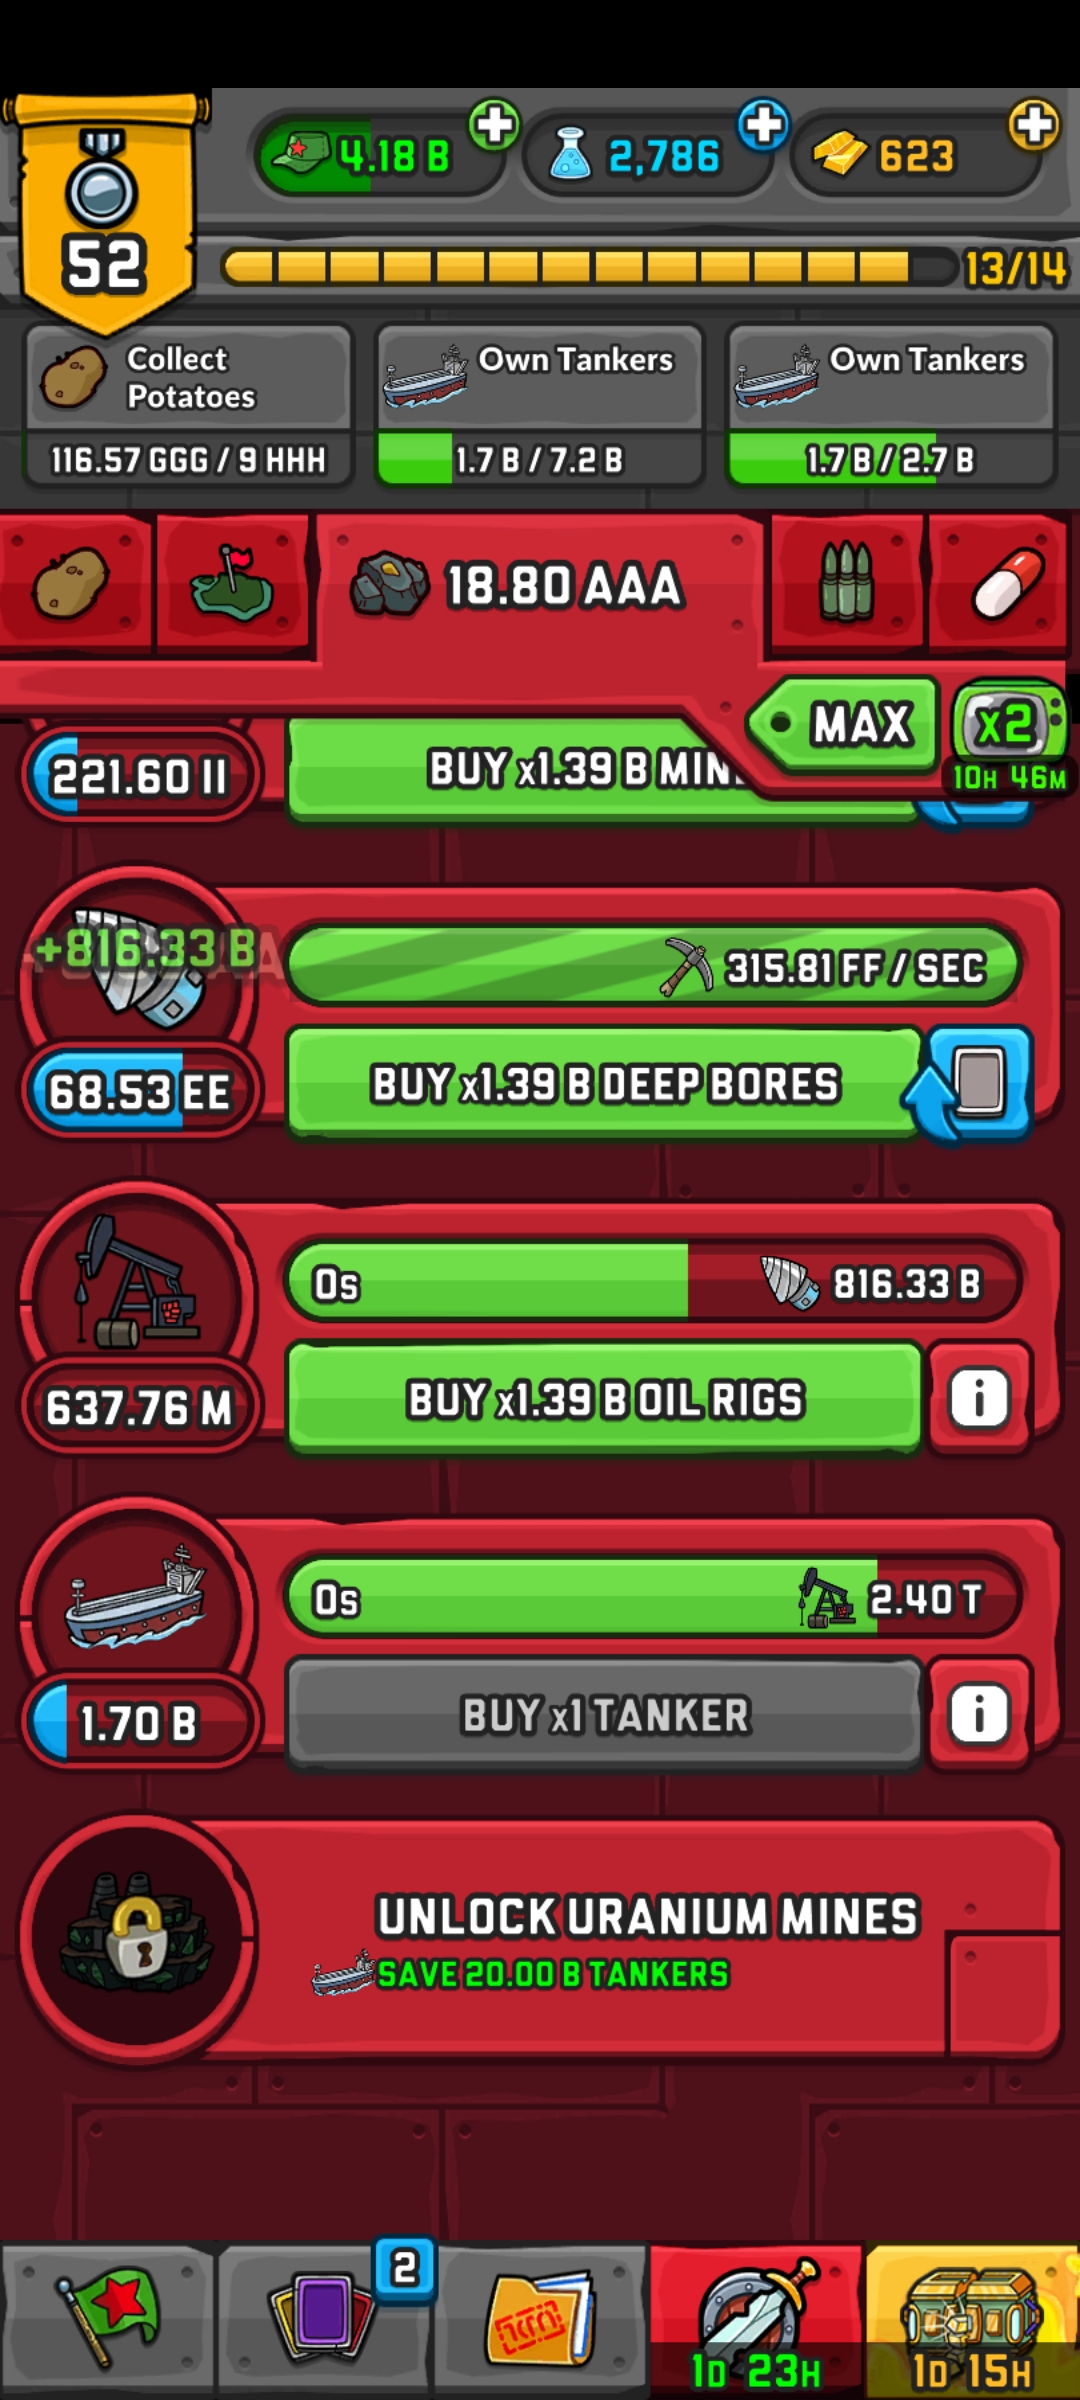 4.18 B
2,786
623
52
13/14
Collect
Potatoes
116.57 GGG / 9 HHH
Own Tankers
1.7 B / 7.2 B
Own Tankers
1.7 B / 2.7 B
18.80 AAA
MAX
X2
10H 46M
221.60 II
BUY x1.39 B
+816.33 B
315.81 FF / SEC
68.53 EE
BUY x1.39 B DEEP BORES
0s
816.33 B
637.76 M
BUY x1.39 B OIL RIGS
0s
2.40 T
1.70 B
BUY x1 TANKER
UNLOCK URANIUM MINES
SAVE 20.00 B TANKERS
2
1D 23H
1D 15H